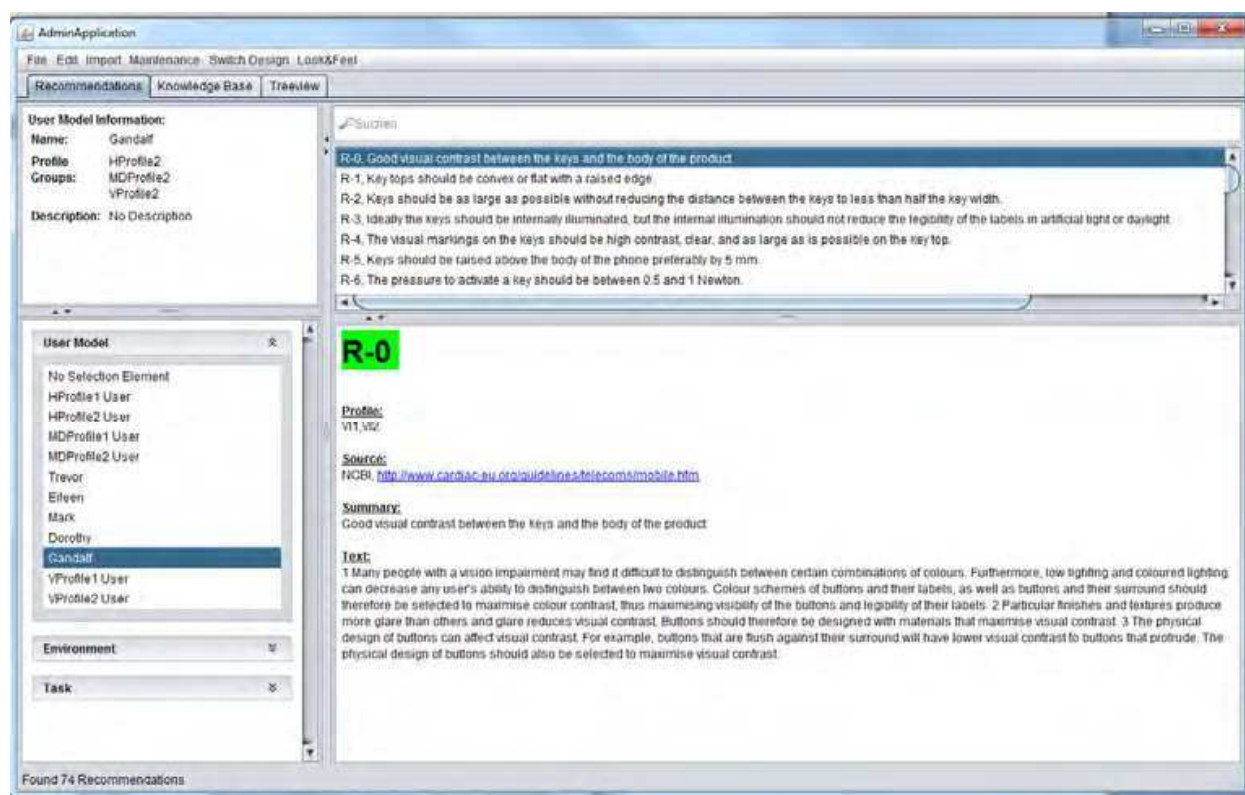 AdminApplication
File Edit Import Maintenance Switch Design Look&Feel
Recommendations Knowledge Base Treeview
User Model Information:
Name: Gandalf
Profile HProfile2
Groups: MDProfile2
VProfile2
Description: No Description
User Model
No Selection Element
HProfile1 User
HProfile2 User
MDProfile1 User
MDProfile2 User
Trevor
Eileen
Mark
Dorothy
Gandalf
VProfile1 User
VProfile2 User
Environment
Task
Suchen
R-0, Good visual contrast between the keys and the body of the product
R-1, Key tops should be convex or flat with a raised edge.
R-2, Keys should be as large as possible without reducing the distance between the keys to less than half the key width.
R-3, Ideally the keys should be internally illuminated, but the internal illumination should not reduce the legibility of the labels in artificial light or daylight.
R-4, The visual markings on the keys should be high contrast, clear, and as large as is possible on the key top.
R-5, Keys should be raised above the body of the phone preferably by 5 mm.
R-6, The pressure to activate a key should be between 0.5 and 1 Newton.
R-0
Profile:
VI1,VI2
Source:
NCBI, http://www.cardiac-eu.org/guidelines/telecoms/mobile.htm
Summary:
Good visual contrast between the keys and the body of the product
Text:
1 Many people with a vision impairment may find it difficult to distinguish between certain combinations of colours. Furthermore, low lighting and coloured lighting
can decrease any user's ability to distinguish between two colours. Colour schemes of buttons and their labels, as well as buttons and their surround should
therefore be selected to maximise colour contrast, thus maximising visibility of the buttons and legibility of their labels. 2 Particular finishes and textures produce
more glare than others and glare reduces visual contrast. Buttons should therefore be designed with materials that maximise visual contrast. 3 The physical
design of buttons can affect visual contrast. For example, buttons that are flush against their surround will have lower visual contrast to buttons that protrude. The
physical design of buttons should also be selected to maximise visual contrast.
Found 74 Recommendations